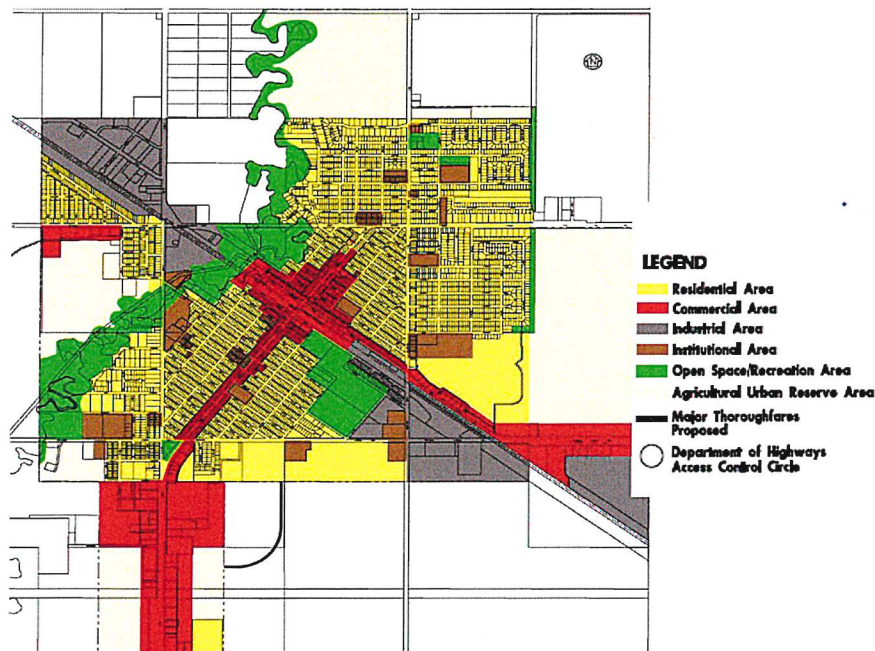 LEGEND
Residential Area
Commercial Area
Industrial Area
Institutional Area
Open Space/Recreation Area
Agricultural Urban Reserve Area
Major Thoroughfares
Proposed
Department of Highways
Access Control Circle